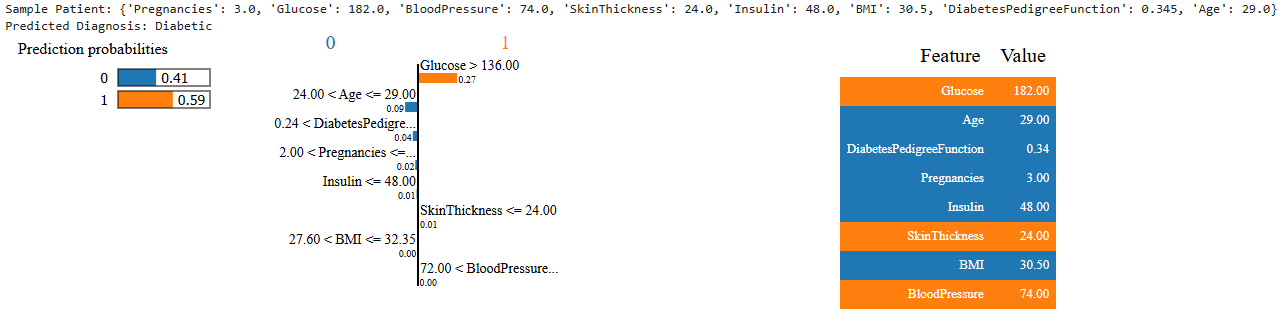 Sample Patient: {'Pregnancies': 3.0, 'Glucose': 182.0, 'BloodPressure': 74.0, 'SkinThickness': 24.0, 'Insulin': 48.0, 'BMI': 30.5, 'DiabetesPedigreeFunction': 0.345, 'Age': 29.0}
Predicted Diagnosis: Diabetic
Prediction probabilities
0 0.41
1 0.59
0 1
Glucose > 136.00
0.27
24.00 < Age <= 29.00
0.09
0.24 < DiabetesPedigre...
0.04
2.00 < Pregnancies <=...
0.02
Insulin <= 48.00
0.01
SkinThickness <= 24.00
0.01
27.60 < BMI <= 32.35
0.00
72.00 < BloodPressure...
0.00
Feature Value
Glucose 182.00
Age 29.00
DiabetesPedigreeFunction 0.34
Pregnancies 3.00
Insulin 48.00
SkinThickness 24.00
BMI 30.50
BloodPressure 74.00